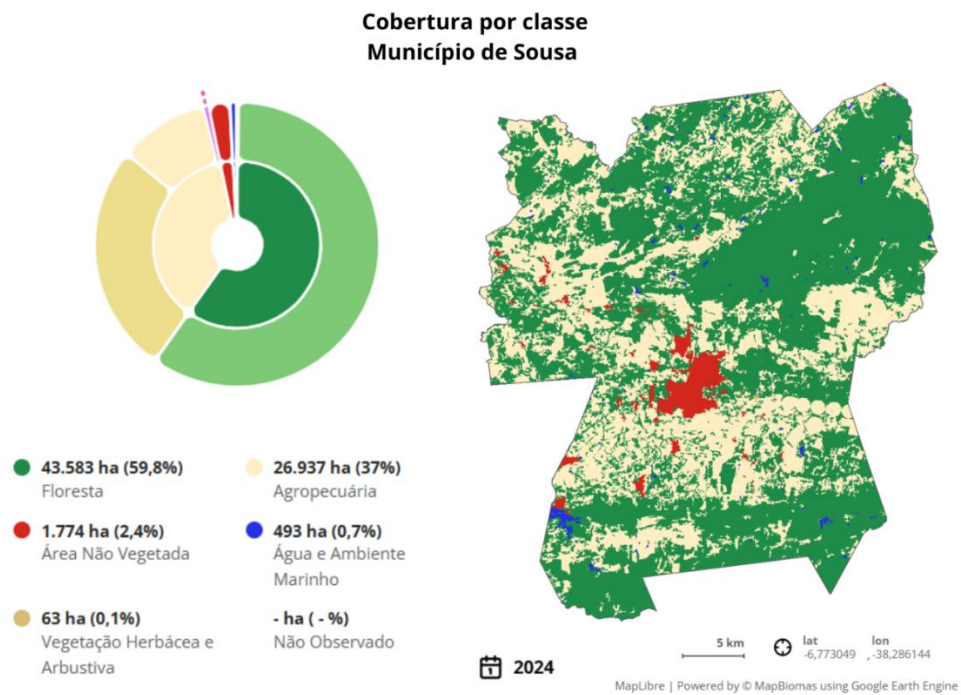 Cobertura por classe
Município de Sousa
43.583 ha (59,8%)
Floresta
26.937 ha (37%)
Agropecuária
1.774 ha (2,4%)
Área Não Vegetada
493 ha (0,7%)
Água e Ambiente
Marinho
63 ha (0,1%)
Vegetação Herbácea e
Arbustiva
- ha ( - %)
Não Observado
1
2024
5 km
lat
-6,773049
lon
, -38,286144
MapLibre | Powered by © MapBiomas using Google Earth Engine